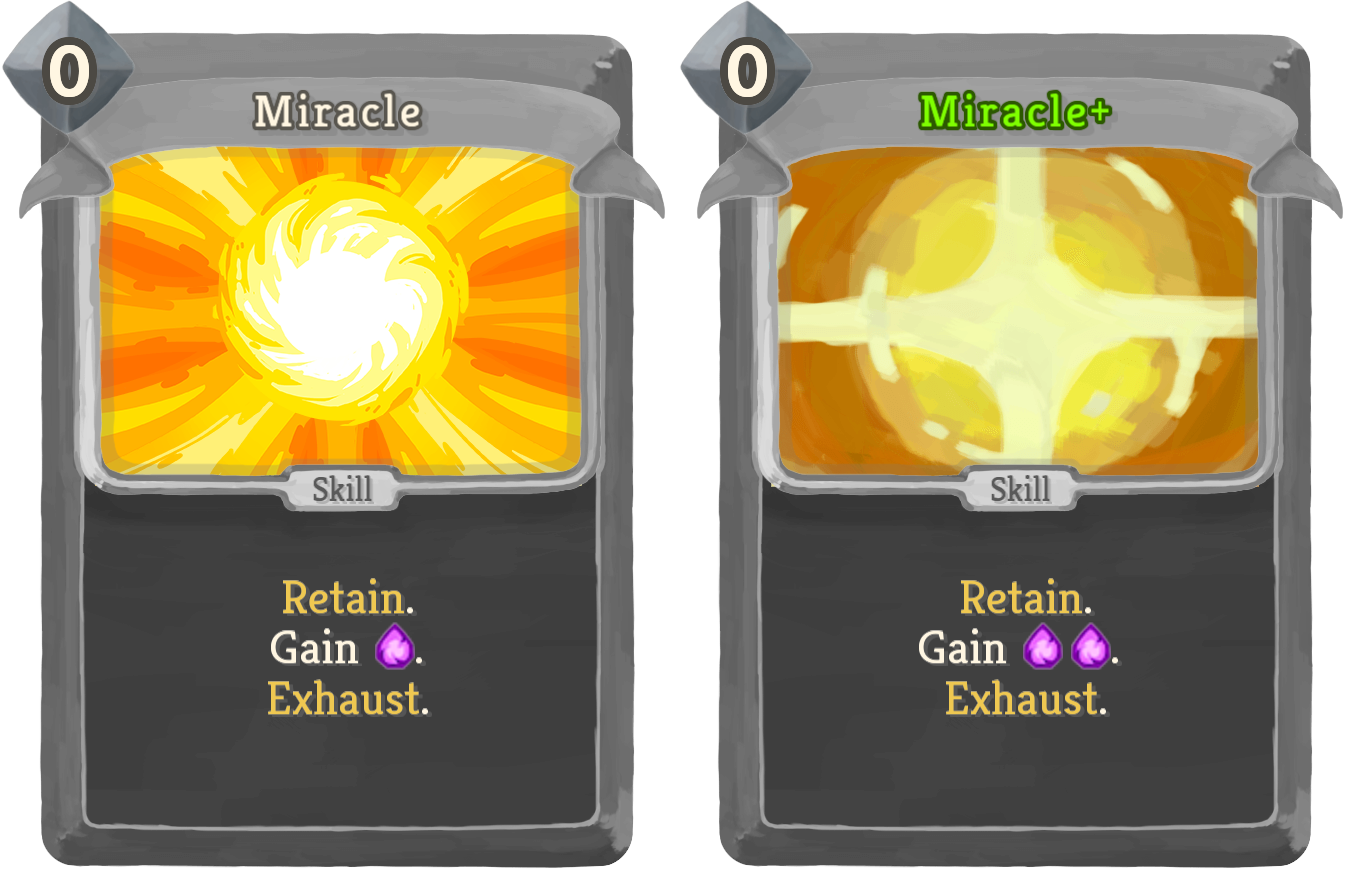 0
Miracle
Skill
Retain.
Gain .
Exhaust.
0
Miracle+
Skill
Retain.
Gain .
Exhaust.